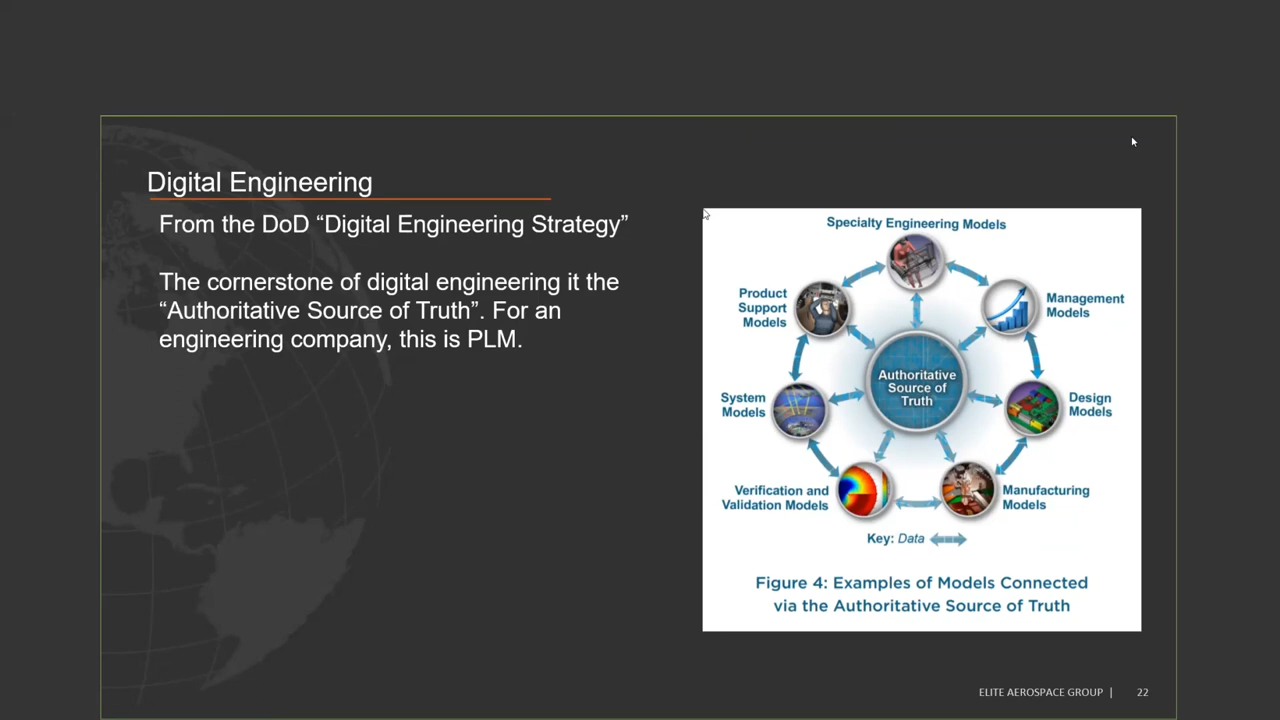 Digital Engineering
From the DoD “Digital Engineering Strategy”
The cornerstone of digital engineering it the
“Authoritative Source of Truth”. For an
engineering company, this is PLM.
Specialty Engineering Models
Product
Support
Models
Management
Models
Authoritative
Source of
Truth
System
Models
Design
Models
Verification and
Validation Models
Manufacturing
Models
Key: Data
Figure 4: Examples of Models Connected
via the Authoritative Source of Truth
ELITE AEROSPACE GROUP | 22